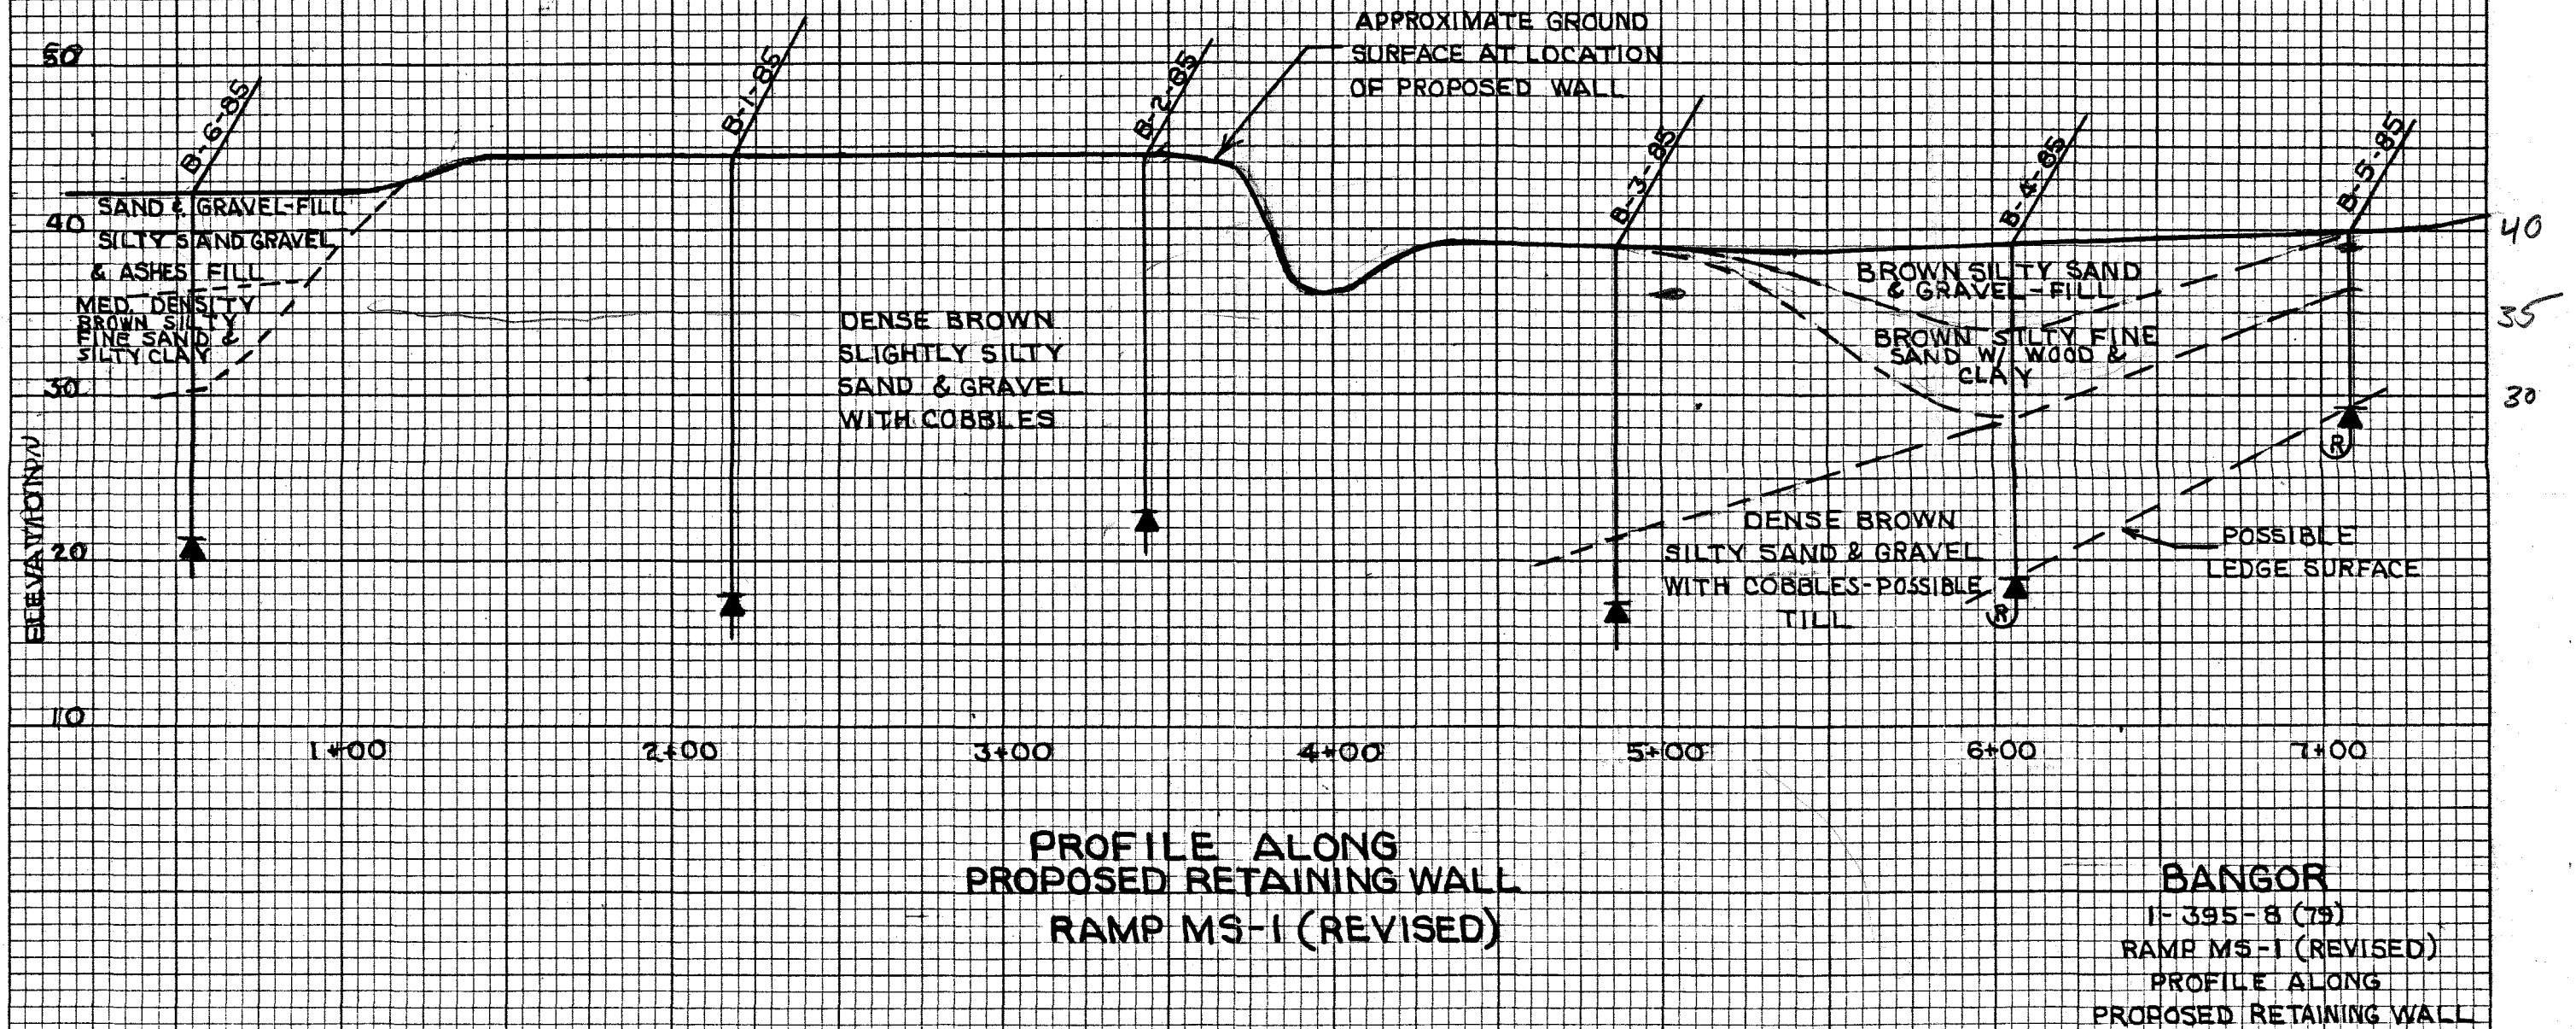 APPROXIMATE GROUND
SURFACE AT LOCATION
OF PROPOSED WALL
50
B-6-85
B-1-85
B-2-85
B-3-85
B-4-85
B-5-85
SAND & GRAVEL-FILL
40
SILTY SAND GRAVEL
& ASHES FILL
MED. DENSITY
BROWN SILTY
FINE SAND &
SILTY CLAY
30
DENSE BROWN
SLIGHTLY SILTY
SAND & GRAVEL
WITH COBBLES
BROWN SILTY SAND
& GRAVEL-FILL
BROWN SILTY FINE
SAND W/ WOOD &
CLAY
40
35
30
R
ELEVATION
20
DENSE BROWN
SILTY SAND & GRAVEL
WITH COBBLES-POSSIBLE
TILL
R
POSSIBLE
LEDGE SURFACE
10
1+00
2+00
3+00
4+00
5+00
6+00
7+00
PROFILE ALONG
PROPOSED RETAINING WALL
RAMP MS-1 (REVISED)
BANGOR
I-395-8 (79)
RAMP MS-1 (REVISED)
PROFILE ALONG
PROPOSED RETAINING WALL